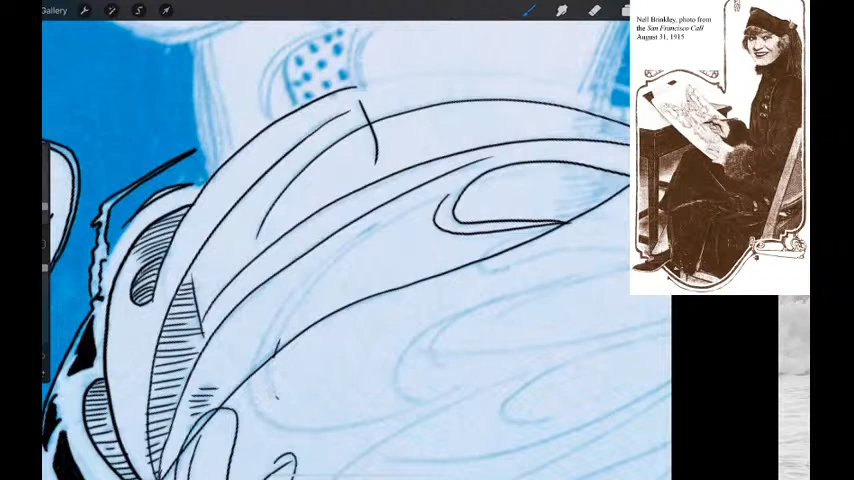 Gallery
Nell Brinkley, photo from
the San Francisco Call
August 31, 1915